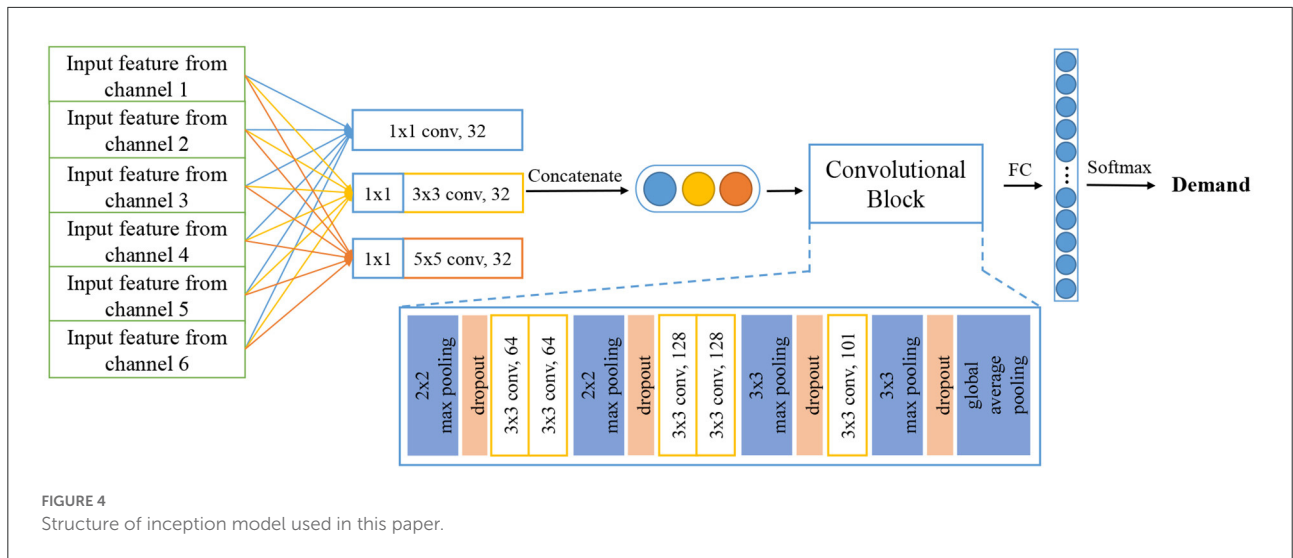 Input feature from
channel 1
Input feature from
channel 2
Input feature from
channel 3
Input feature from
channel 4
Input feature from
channel 5
Input feature from
channel 6
1x1 conv, 32
1x1
3x3 conv, 32
1x1
5x5 conv, 32
Concatenate
Convolutional
Block
FC
Softmax
Demand
2x2
max pooling
dropout
3x3 conv, 64
3x3 conv, 64
2x2
max pooling
dropout
3x3 conv, 128
3x3 conv, 128
3x3
max pooling
dropout
3x3 conv, 101
3x3
max pooling
dropout
global
average
pooling
FIGURE 4
Structure of inception model used in this paper.